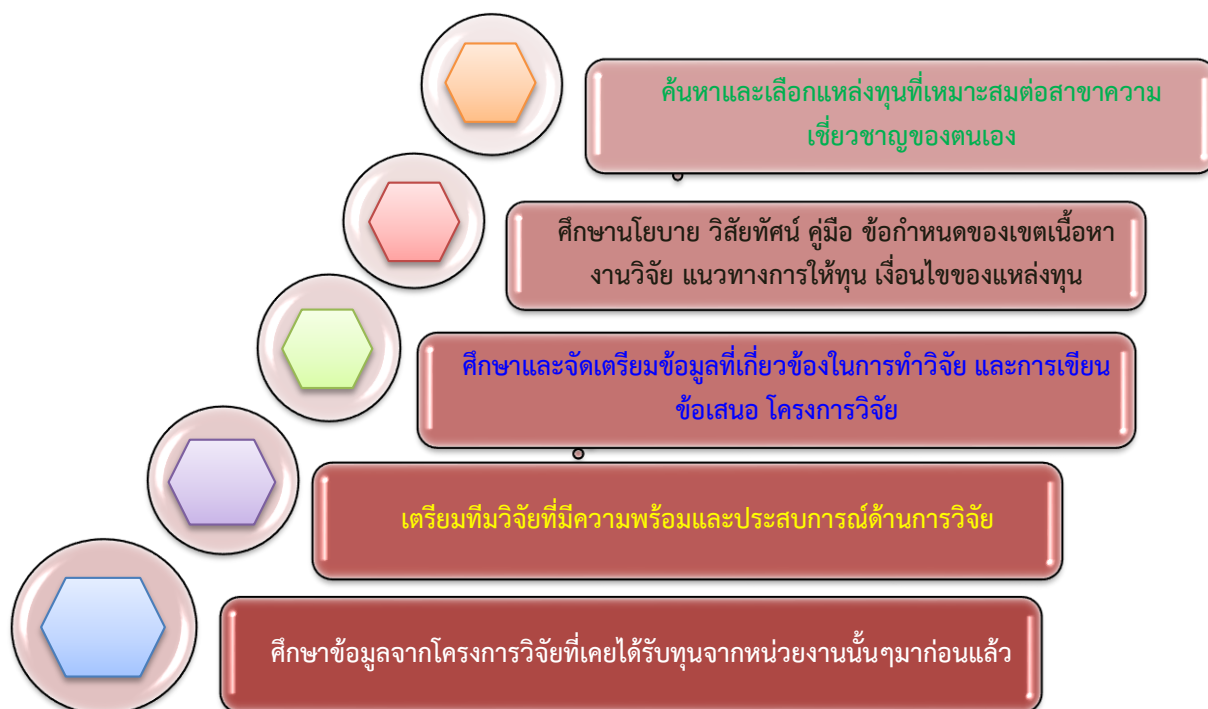 ค้นหาและเลือกแหล่งทุนที่เหมาะสมต่อสาขาความ
เชี่ยวชาญของตนเอง
ศึกษานโยบาย วิสัยทัศน์ คู่มือ ข้อกำหนดของเขตเนื้อหา
งานวิจัย แนวทางการให้ทุน เงื่อนไขของแหล่งทุน
ศึกษาและจัดเตรียมข้อมูลที่เกี่ยวข้องในการทำวิจัย และการเขียน
ข้อเสนอ โครงการวิจัย
เตรียมทีมวิจัยที่มีความพร้อมและประสบการณ์ด้านการวิจัย
ศึกษาข้อมูลจากโครงการวิจัยที่เคยได้รับทุนจากหน่วยงานนั้นๆมาก่อนแล้ว